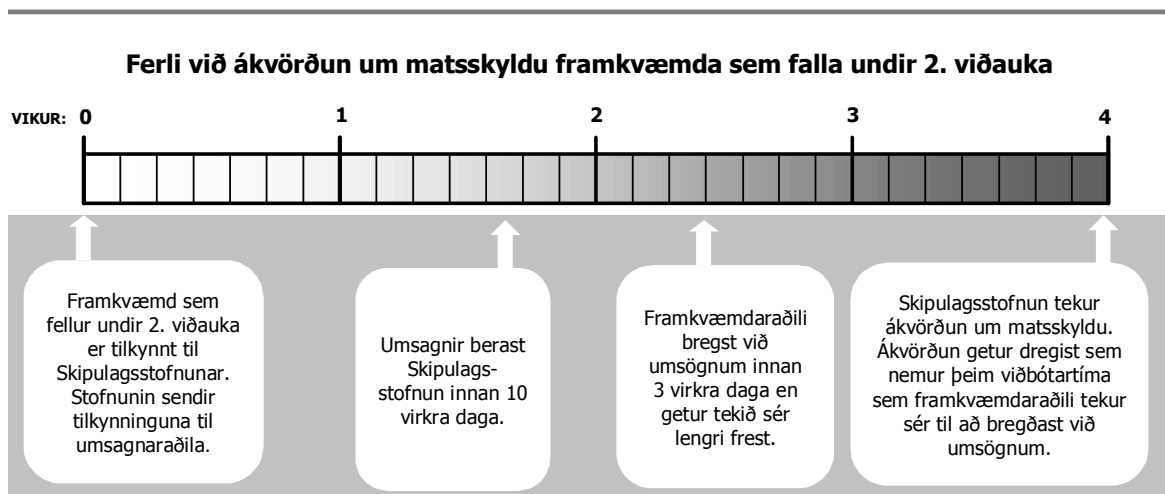 Ferli við ákvörðun um matsskyldu framkvæmda sem falla undir 2. viðauka
VIKUR: 0 1 2 3 4
Framkvæmd sem
fellur undir 2. viðauka
er tilkynnt til
Skipulagsstofnunar.
Stofnunin sendir
tilkynninguna til
umsagnaraðila.
Umsagnir berast
Skipulags-
stofnun innan 10
virkra daga.
Framkvæmdaraðili
bregst við
umsögnum innan
3 virkra daga en
getur tekið sér
lengri frest.
Skipulagsstofnun tekur
ákvörðun um matsskyldu.
Ákvörðun getur dregist sem
nemur þeim viðbótartíma
sem framkvæmdaraðili tekur
sér til að bregðast við
umsögnum.